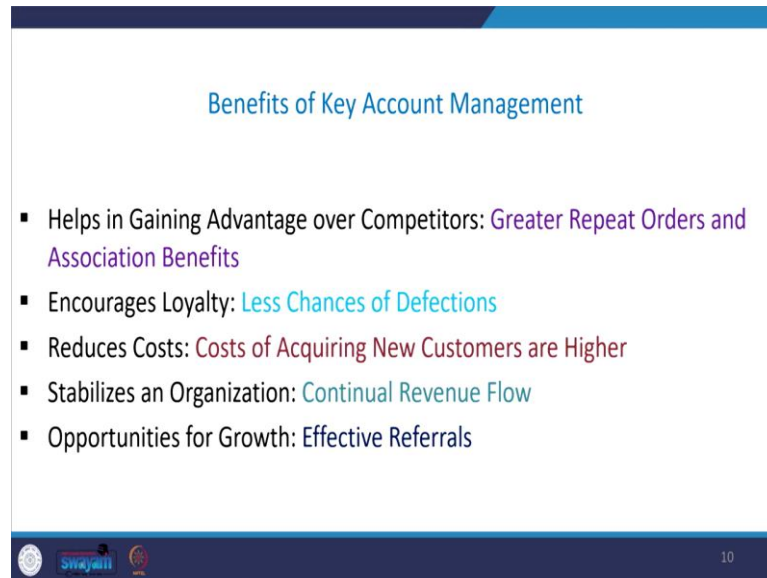 Benefits of Key Account Management
▪ Helps in Gaining Advantage over Competitors: Greater Repeat Orders and
Association Benefits
▪ Encourages Loyalty: Less Chances of Defections
▪ Reduces Costs: Costs of Acquiring New Customers are Higher
▪ Stabilizes an Organization: Continual Revenue Flow
▪ Opportunities for Growth: Effective Referrals
swayam
10